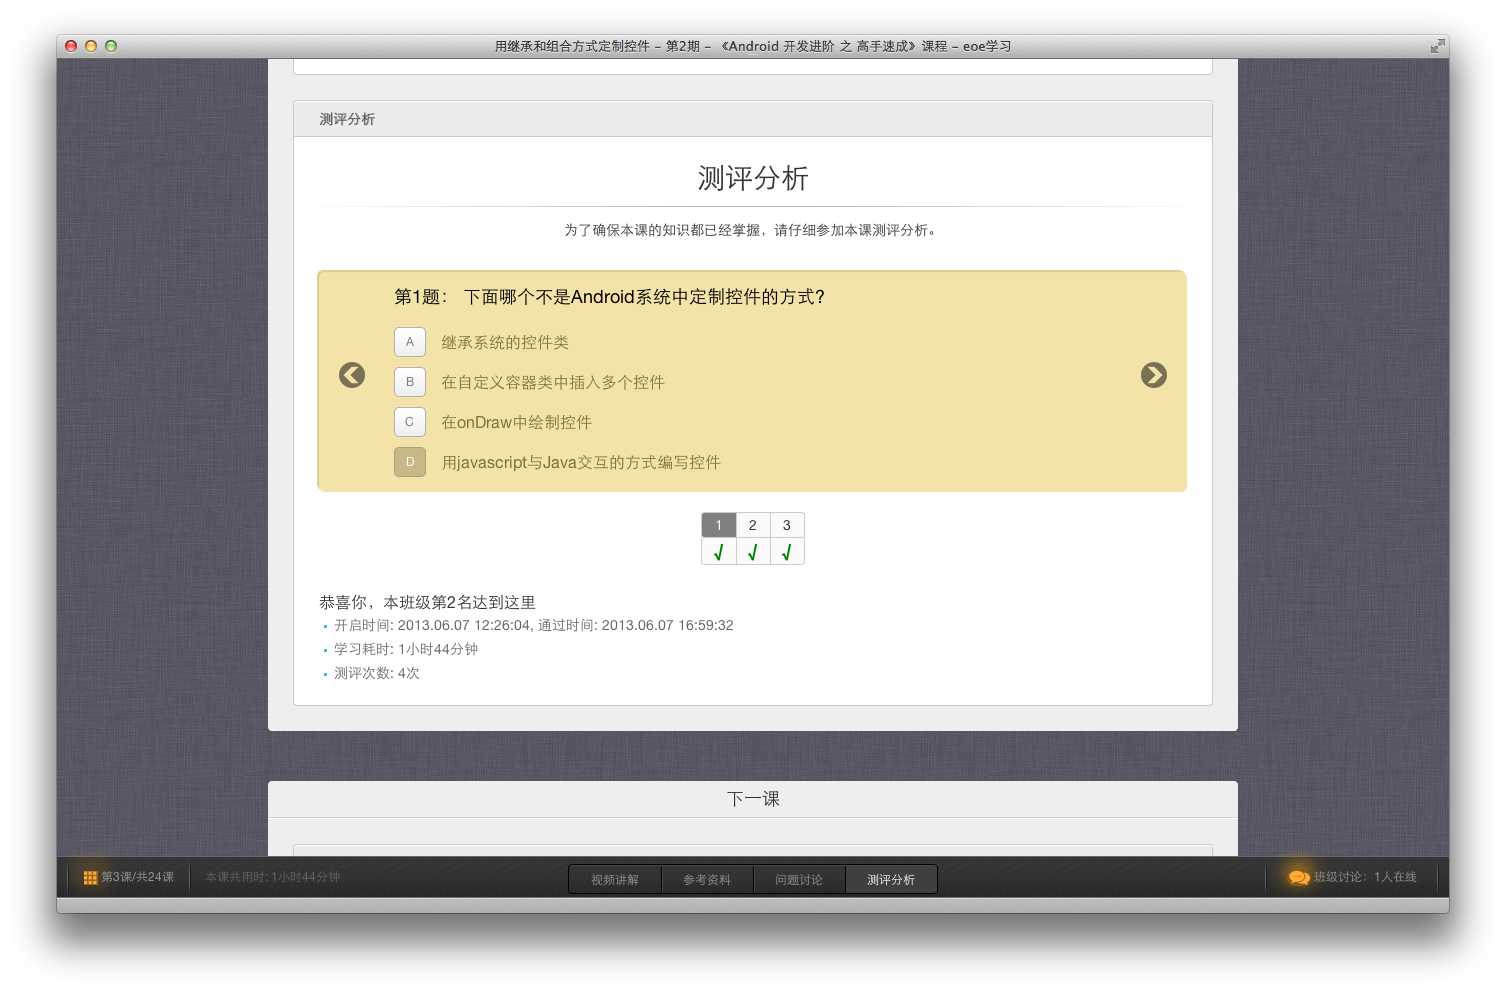 用继承和组合方式定制控件 - 第2期 - 《Android 开发进阶 之 高手速成》课程 - eoe学习
测评分析
测评分析
为了确保本课的知识都已经掌握，请仔细参加本课测评分析。
第1题： 下面哪个不是Android系统中定制控件的方式？
A 继承系统的控件类
B 在自定义容器类中插入多个控件
C 在onDraw中绘制控件
D 用javascript与Java交互的方式编写控件
1 2 3
√ √ √
恭喜你，本班级第2名达到这里
开启时间: 2013.06.07 12:26:04, 通过时间: 2013.06.07 16:59:32
学习耗时: 1小时44分钟
测评次数: 4次
下一课
第3课/共24课 本课共用时: 1小时44分钟 视频讲解 参考资料 问题讨论 测评分析 班级讨论：1人在线